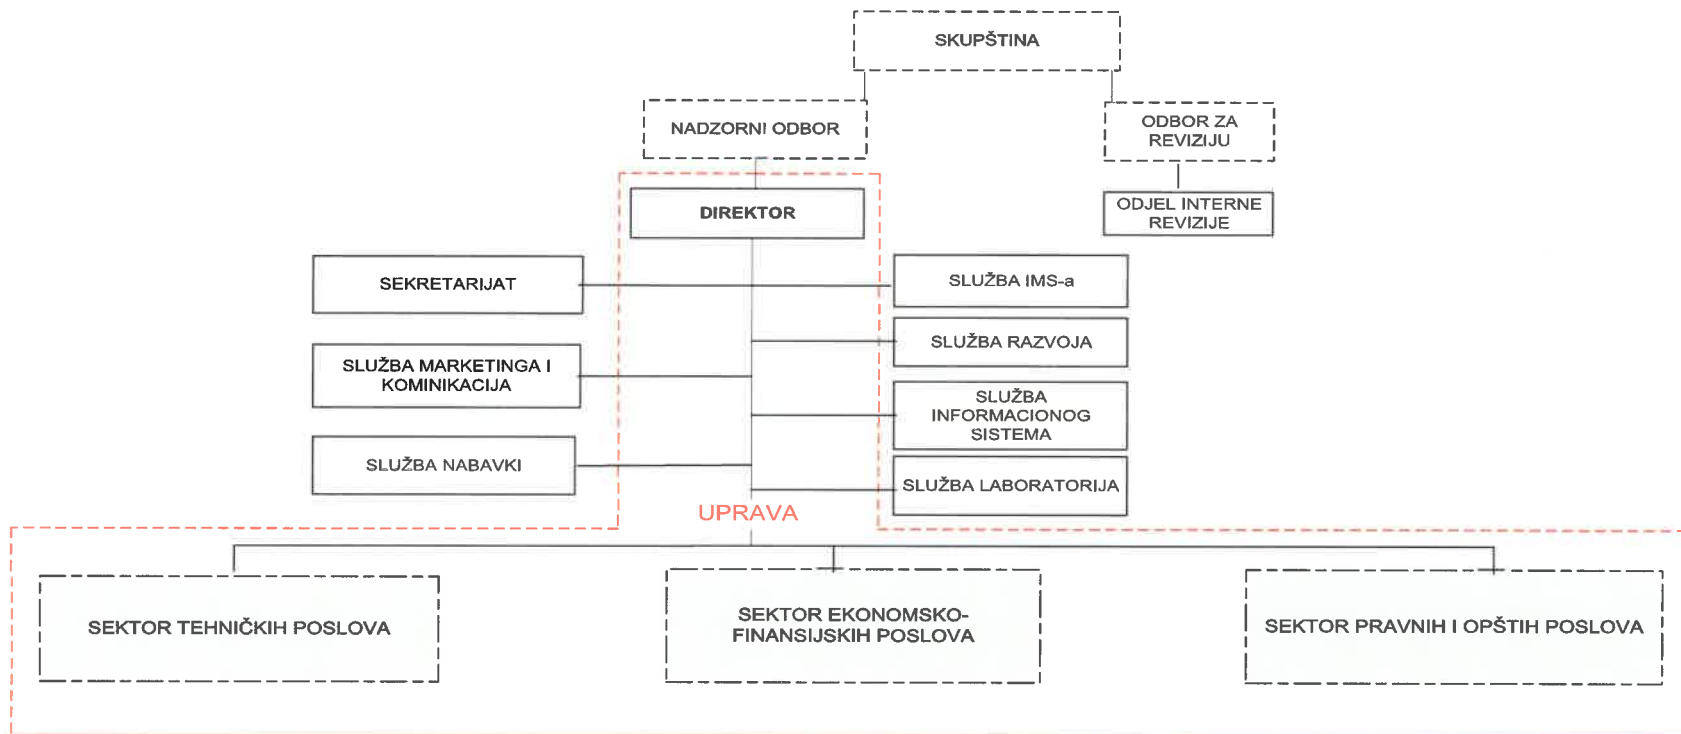 SKUPŠTINA
NADZORNI ODBOR
ODBOR ZA
REVIZIJU
DIREKTOR
ODJEL INTERNE
REVIZIJE
SEKRETARIJAT
SLUŽBA IMS-a
SLUŽBA RAZVOJA
SLUŽBA MARKETINGA I
KOMINIKACIJA
SLUŽBA
INFORMACIONOG
SISTEMA
SLUŽBA NABAVKI
SLUŽBA LABORATORIJA
UPRAVA
SEKTOR TEHNIČKIH POSLOVA
SEKTOR EKONOMSKO-
FINANSIJSKIH POSLOVA
SEKTOR PRAVNIH I OPŠTIH POSLOVA